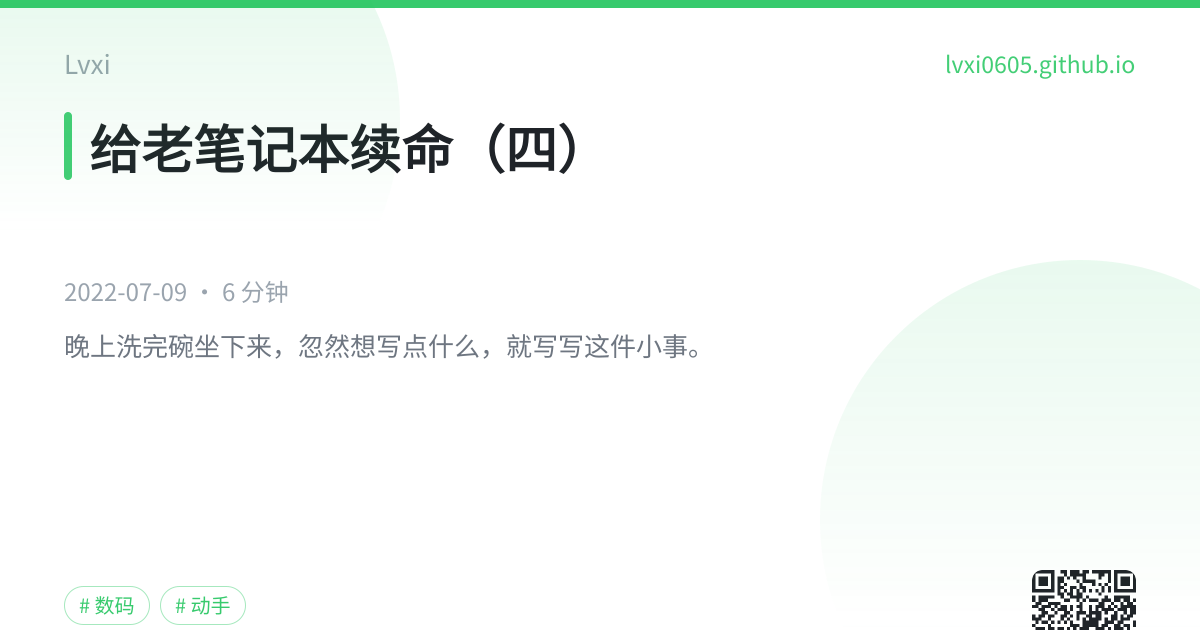 Lvxi
lvxi0605.github.io
给老笔记本续命（四）
2022-07-09 · 6 分钟
晚上洗完碗坐下来，忽然想写点什么，就写写这件小事。
# 数码
# 动手